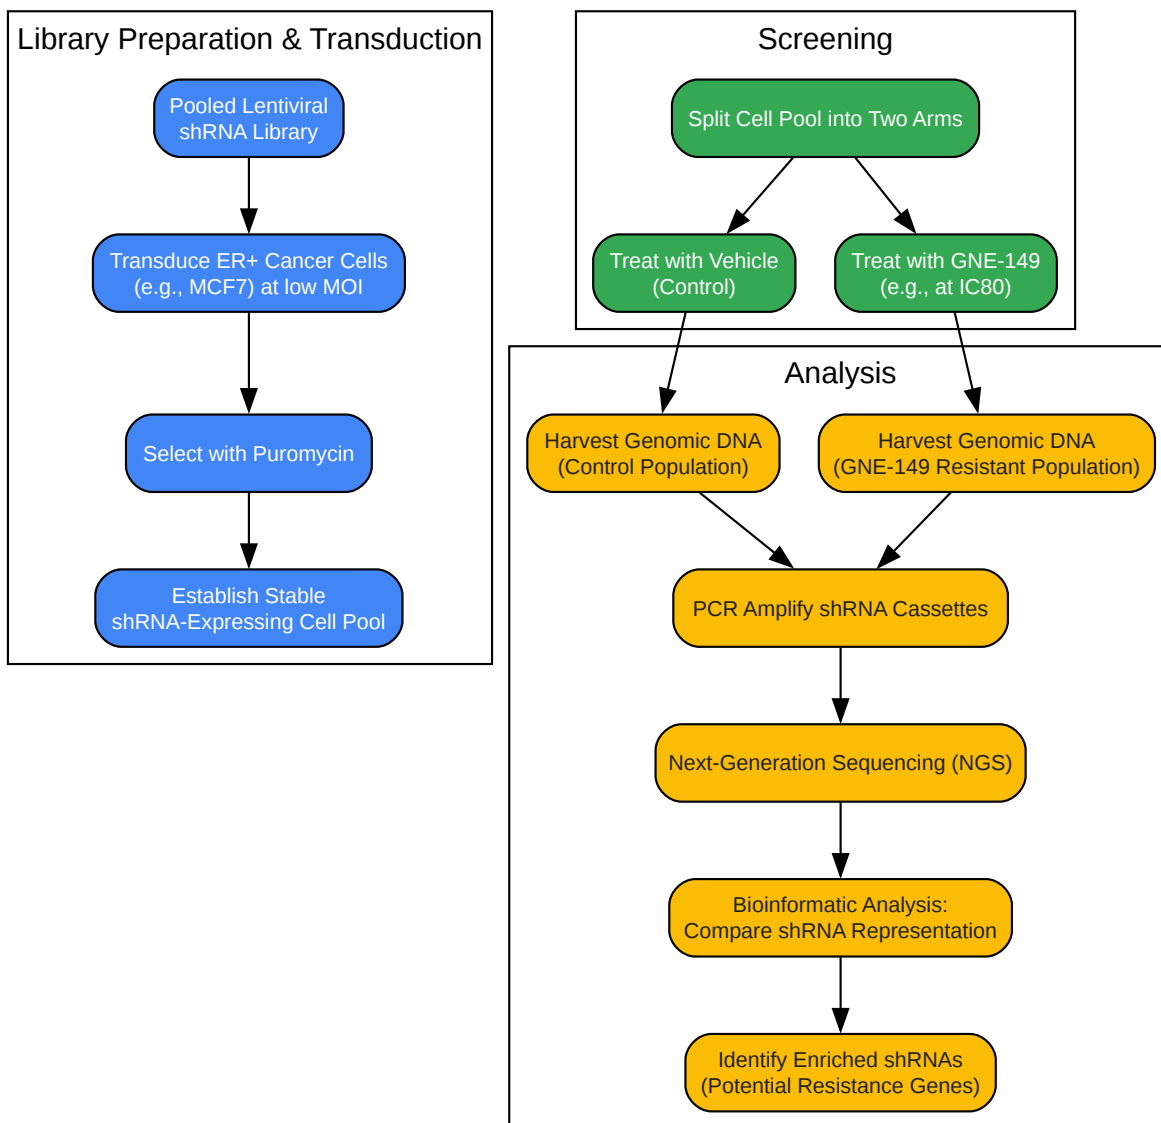 Library Preparation & Transduction
Pooled Lentiviral
shRNA Library
Transduce ER+ Cancer Cells
(e.g., MCF7) at low MOI
Select with Puromycin
Establish Stable
shRNA-Expressing Cell Pool
Screening
Split Cell Pool into Two Arms
Treat with Vehicle
(Control)
Treat with GNE-149
(e.g., at IC80)
Analysis
Harvest Genomic DNA
(Control Population)
Harvest Genomic DNA
(GNE-149 Resistant Population)
PCR Amplify shRNA Cassettes
Next-Generation Sequencing (NGS)
Bioinformatic Analysis:
Compare shRNA Representation
Identify Enriched shRNAs
(Potential Resistance Genes)